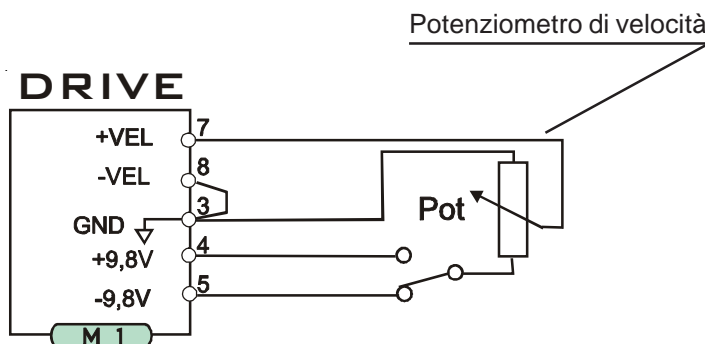 Potenziometro di velocità
DRIVE
+VEL 7
-VEL 8
GND 3
+9,8V 4
-9,8V 5
Pot
M 1